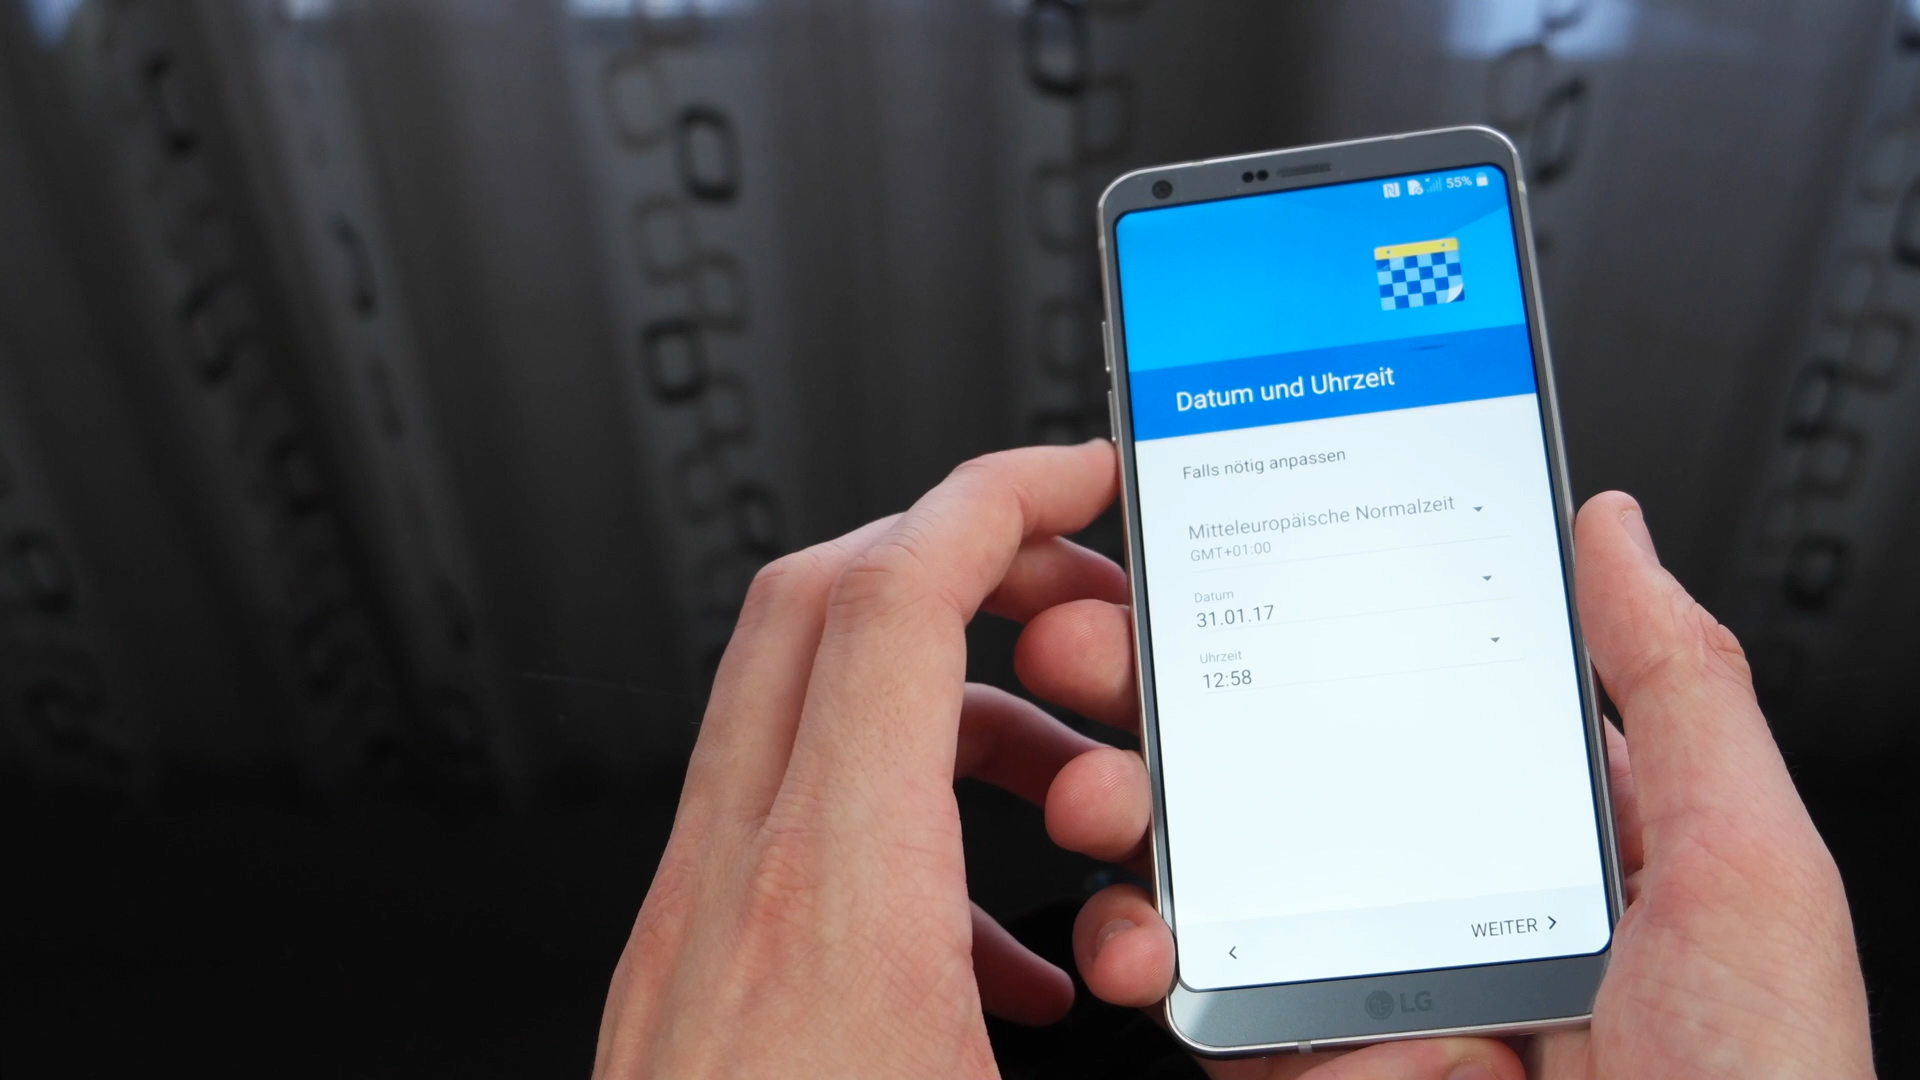 55%
Datum und Uhrzeit
Falls nötig anpassen
Mitteleuropäische Normalzeit
GMT+01:00
Datum
31.01.17
Uhrzeit
12:58
WEITER
LG